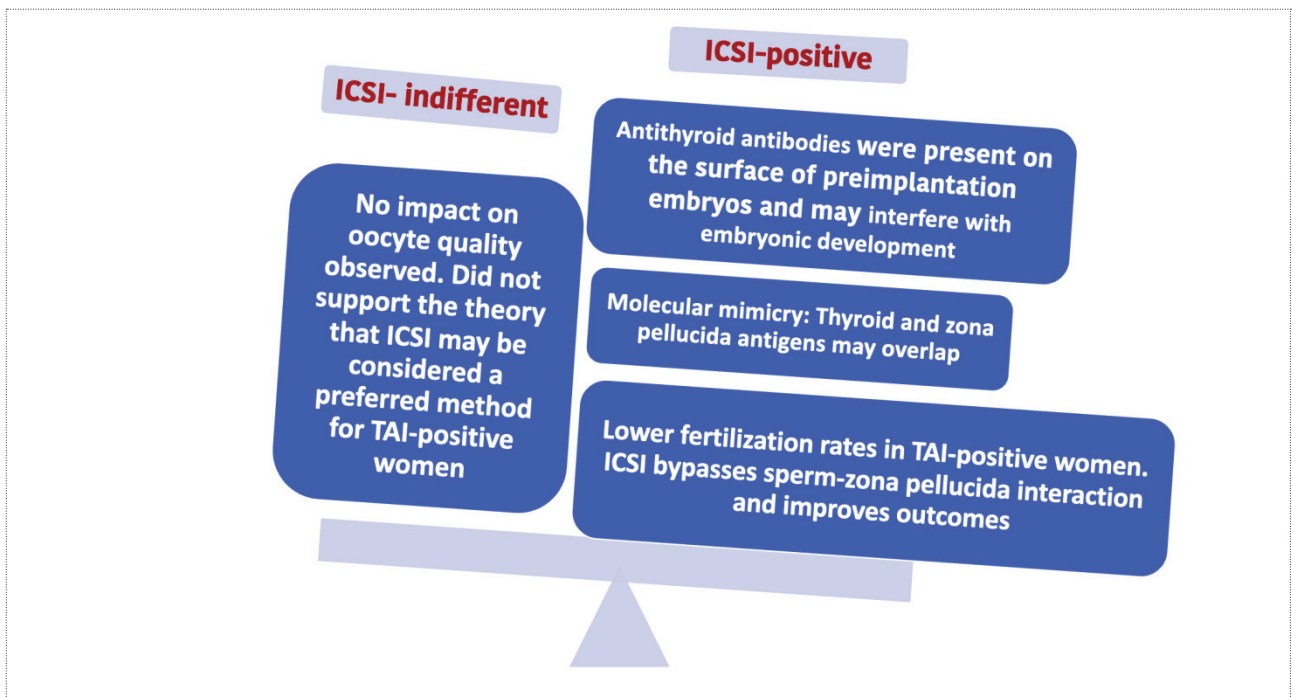 ICSI- indifferent
No impact on
oocyte quality
observed. Did not
support the theory
that ICSI may be
considered a
preferred method
for TAI-positive
women
ICSI-positive
Antithyroid antibodies were present on
the surface of preimplantation
embryos and may interfere with
embryonic development
Molecular mimicry: Thyroid and zona
pellucida antigens may overlap
Lower fertilization rates in TAI-positive women.
ICSI bypasses sperm-zona pellucida interaction
and improves outcomes